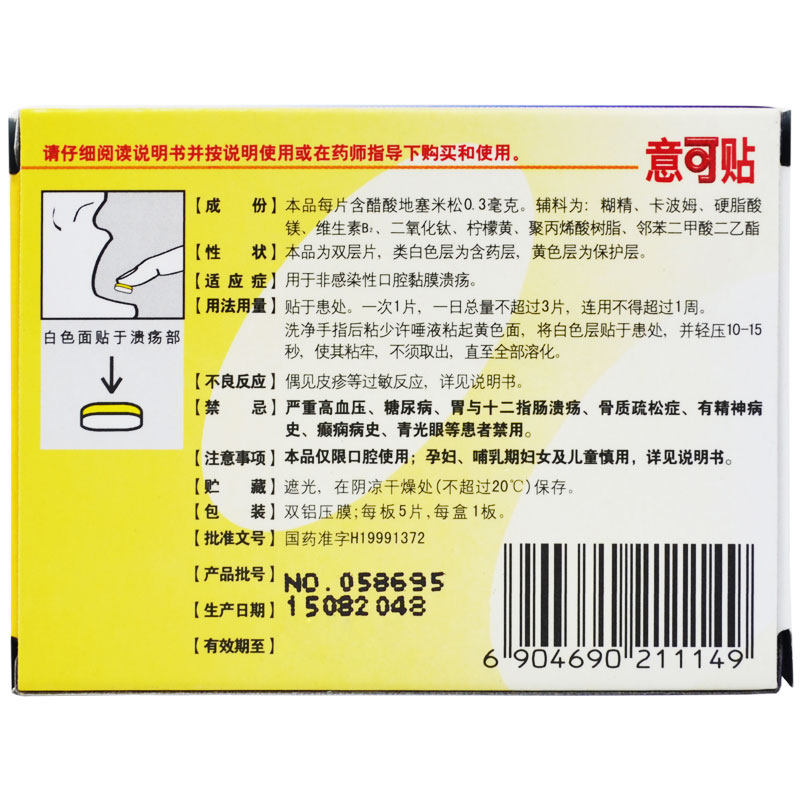 请仔细阅读说明书并按说明使用或在药师指导下购买和使用。
意可贴
白色面贴于溃疡部
【成 份】本品每片含醋酸地塞米松0.3毫克。辅料为：糊精、卡波姆、硬脂酸
镁、维生素B₂、二氧化钛、柠檬黄、聚丙烯酸树脂、邻苯二甲酸二乙酯
【性 状】本品为双层片，类白色层为含药层，黄色层为保护层。
【适 应 症】用于非感染性口腔黏膜溃疡。
【用法用量】贴于患处。一次1片，一日总量不超过3片，连用不得超过1周。
洗净手指后粘少许唾液粘起黄色面，将白色层贴于患处，并轻压10-15
秒，使其粘牢，不须取出，直至全部溶化。
【不良反应】偶见皮疹等过敏反应，详见说明书。
【禁 忌】严重高血压、糖尿病、胃与十二指肠溃疡、骨质疏松症、有精神病
史、癫痫病史、青光眼等患者禁用。
【注意事项】本品仅限口腔使用；孕妇、哺乳期妇女及儿童慎用，详见说明书。
【贮 藏】遮光，在阴凉干燥处(不超过20℃)保存。
【包 装】双铝压膜;每板5片,每盒1板。
【批准文号】国药准字H19991372
【产品批号】NO.058695
【生产日期】15082048
【有效期至】
6 904690 211149